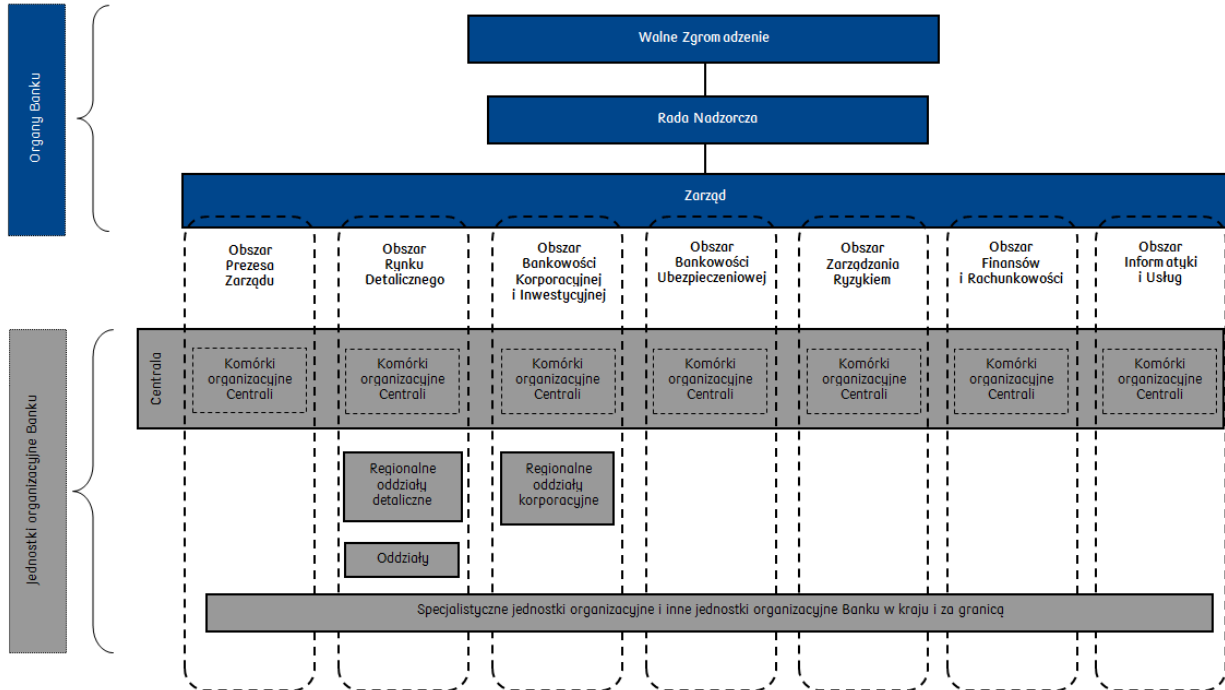 Organy Banku
Walne Zgromadzenie
Rada Nadzorcza
Zarząd
Obszar
Prezesa
Zarządu
Obszar
Rynku
Detalicznego
Obszar
Bankowości
Korporacyjnej
i Inwestycyjnej
Obszar
Bankowości
Ubezpieczeniowej
Obszar
Zarządzania
Ryzykiem
Obszar
Finansów
i Rachunkowości
Obszar
Informatyki
i Usług
Jednostki organizacyjne Banku
Centrala
Komórki
organizacyjne
Centrali
Komórki
organizacyjne
Centrali
Komórki
organizacyjne
Centrali
Komórki
organizacyjne
Centrali
Komórki
organizacyjne
Centrali
Komórki
organizacyjne
Centrali
Komórki
organizacyjne
Centrali
Regionalne
oddziały
detaliczne
Regionalne
oddziały
korporacyjne
Oddziały
Specjalistyczne jednostki organizacyjne i inne jednostki organizacyjne Banku w kraju i za granicą